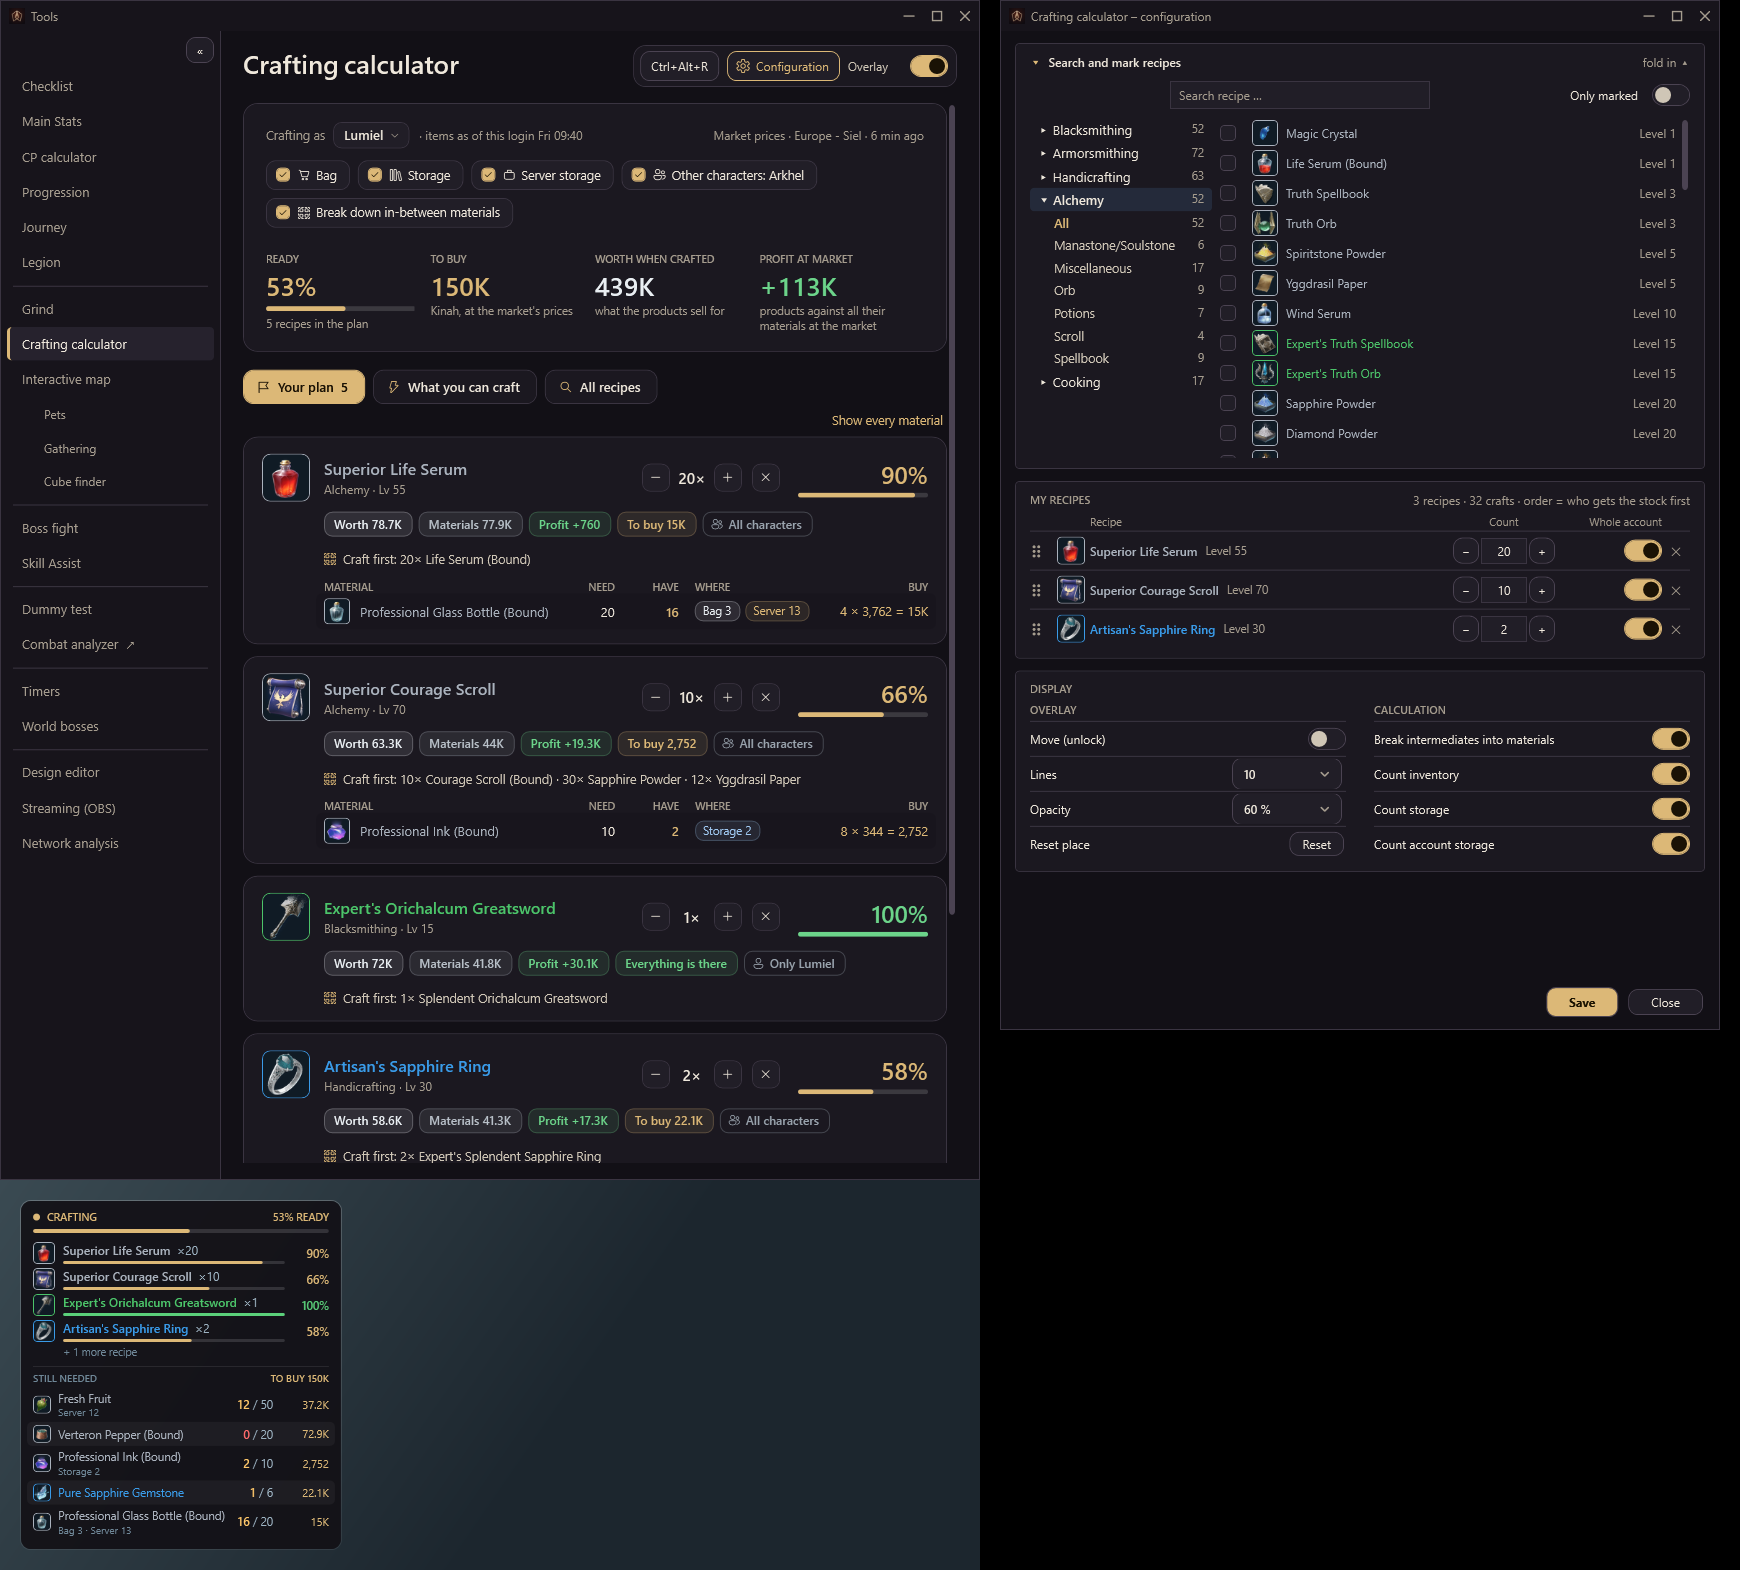 Tools
«
Checklist
Main Stats
CP calculator
Progression
Journey
Legion
Grind
Crafting calculator
Interactive map
Pets
Gathering
Cube finder
Boss fight
Skill Assist
Dummy test
Combat analyzer ↗
Timers
World bosses
Design editor
Streaming (OBS)
Network analysis
Crafting calculator
Ctrl+Alt+R
Configuration
Overlay
Crafting as Lumiel · items as of this login Fri 09:40
Market prices · Europe - Siel · 6 min ago
Bag
Storage
Server storage
Other characters: Arkhel
Break down in-between materials
READY
53%
5 recipes in the plan
TO BUY
150K
Kinah, at the market's prices
WORTH WHEN CRAFTED
439K
what the products sell for
PROFIT AT MARKET
+113K
products against all their
materials at the market
Your plan 5
What you can craft
All recipes
Show every material
Superior Life Serum
Alchemy · Lv 55
− 20× + ×
90%
Worth 78.7K
Materials 77.9K
Profit +760
To buy 15K
All characters
Craft first: 20× Life Serum (Bound)
MATERIAL NEED HAVE WHERE BUY
Professional Glass Bottle (Bound) 20 16 Bag 3 Server 13 4 × 3,762 = 15K
Superior Courage Scroll
Alchemy · Lv 70
− 10× + ×
66%
Worth 63.3K
Materials 44K
Profit +19.3K
To buy 2,752
All characters
Craft first: 10× Courage Scroll (Bound) · 30× Sapphire Powder · 12× Yggdrasil Paper
MATERIAL NEED HAVE WHERE BUY
Professional Ink (Bound) 10 2 Storage 2 8 × 344 = 2,752
Expert's Orichalcum Greatsword
Blacksmithing · Lv 15
− 1× + ×
100%
Worth 72K
Materials 41.8K
Profit +30.1K
Everything is there
Only Lumiel
Craft first: 1× Splendent Orichalcum Greatsword
Artisan's Sapphire Ring
Handicrafting · Lv 30
− 2× + ×
58%
Worth 58.6K
Materials 41.3K
Profit +17.3K
To buy 22.1K
All characters
Craft first: 2× Expert's Splendent Sapphire Ring
CRAFTING 53% READY
Superior Life Serum ×20 90%
Superior Courage Scroll ×10 66%
Expert's Orichalcum Greatsword ×1 100%
Artisan's Sapphire Ring ×2 58%
+ 1 more recipe
STILL NEEDED TO BUY 150K
Fresh Fruit 12 / 50 37.2K
Server 12
Verteron Pepper (Bound) 0 / 20 72.9K
Professional Ink (Bound) 2 / 10 2,752
Storage 2
Pure Sapphire Gemstone 1 / 6 22.1K
Professional Glass Bottle (Bound) 16 / 20 15K
Bag 3 · Server 13
Crafting calculator – configuration
Search and mark recipes
fold in
Search recipe ...
Only marked
Blacksmithing 52
Armorsmithing 72
Handicrafting 63
Alchemy 52
All 52
Manastone/Soulstone 6
Miscellaneous 17
Orb 9
Potions 7
Scroll 4
Spellbook 9
Cooking 17
Magic Crystal Level 1
Life Serum (Bound) Level 1
Truth Spellbook Level 3
Truth Orb Level 3
Spiritstone Powder Level 5
Yggdrasil Paper Level 5
Wind Serum Level 10
Expert's Truth Spellbook Level 15
Expert's Truth Orb Level 15
Sapphire Powder Level 20
Diamond Powder Level 20
MY RECIPES
3 recipes · 32 crafts · order = who gets the stock first
Recipe Count Whole account
Superior Life Serum Level 55 − 20 + ×
Superior Courage Scroll Level 70 − 10 + ×
Artisan's Sapphire Ring Level 30 − 2 + ×
DISPLAY
OVERLAY
Move (unlock)
Lines 10
Opacity 60 %
Reset place Reset
CALCULATION
Break intermediates into materials
Count inventory
Count storage
Count account storage
Save
Close